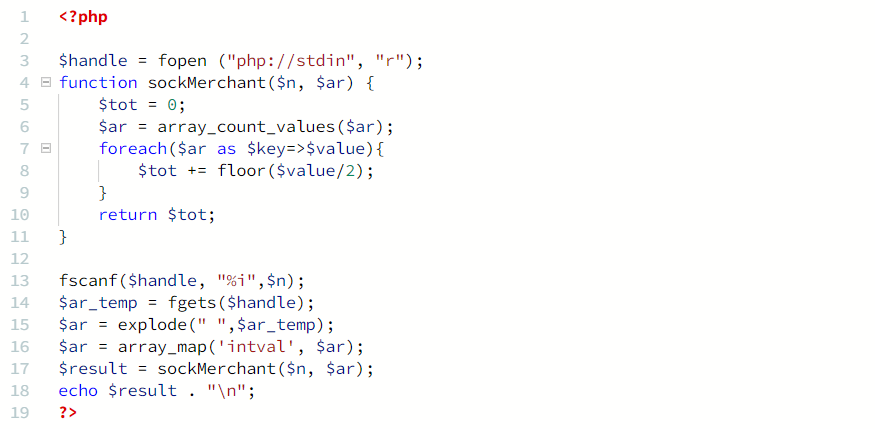 1 <?php
2
3 $handle = fopen ("php://stdin", "r");
4 function sockMerchant($n, $ar) {
5     $tot = 0;
6     $ar = array_count_values($ar);
7     foreach($ar as $key=>$value){
8         $tot += floor($value/2);
9     }
10     return $tot;
11 }
12
13 fscanf($handle, "%i",$n);
14 $ar_temp = fgets($handle);
15 $ar = explode(" ",$ar_temp);
16 $ar = array_map('intval', $ar);
17 $result = sockMerchant($n, $ar);
18 echo $result . "\n";
19 ?>